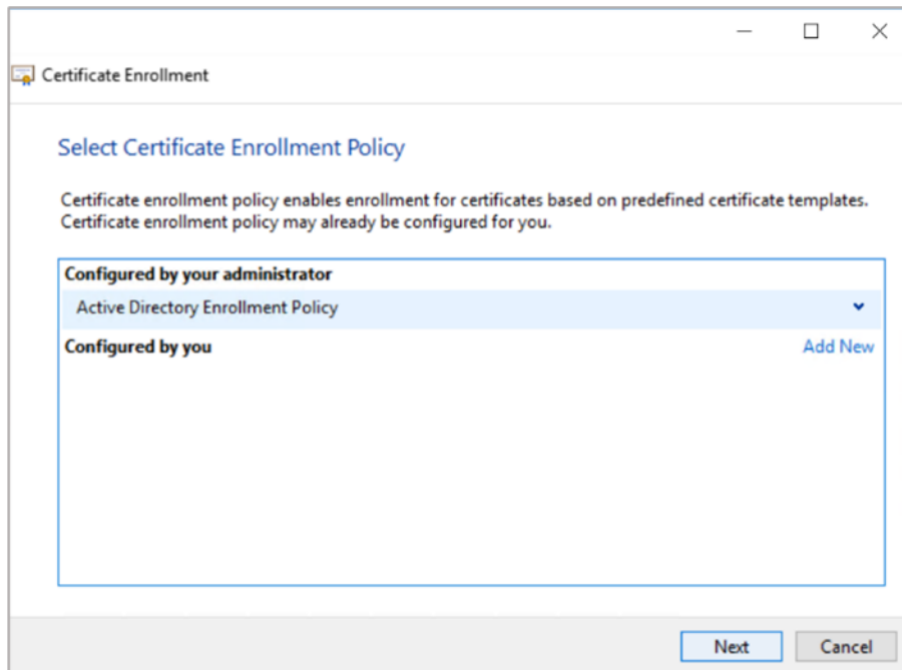 Certificate Enrollment
Select Certificate Enrollment Policy
Certificate enrollment policy enables enrollment for certificates based on predefined certificate templates.
Certificate enrollment policy may already be configured for you.
Configured by your administrator
Active Directory Enrollment Policy
Configured by you Add New
Next Cancel